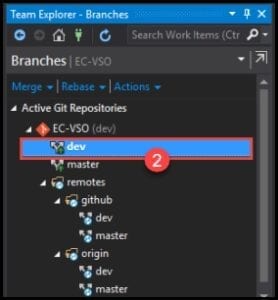 Team Explorer - Branches
Search Work Items (Ctr
Branches | EC-VSO
Merge Rebase Actions
Active Git Repositories
EC-VSO (dev)
dev
2
master
remotes
github
dev
master
origin
dev
master